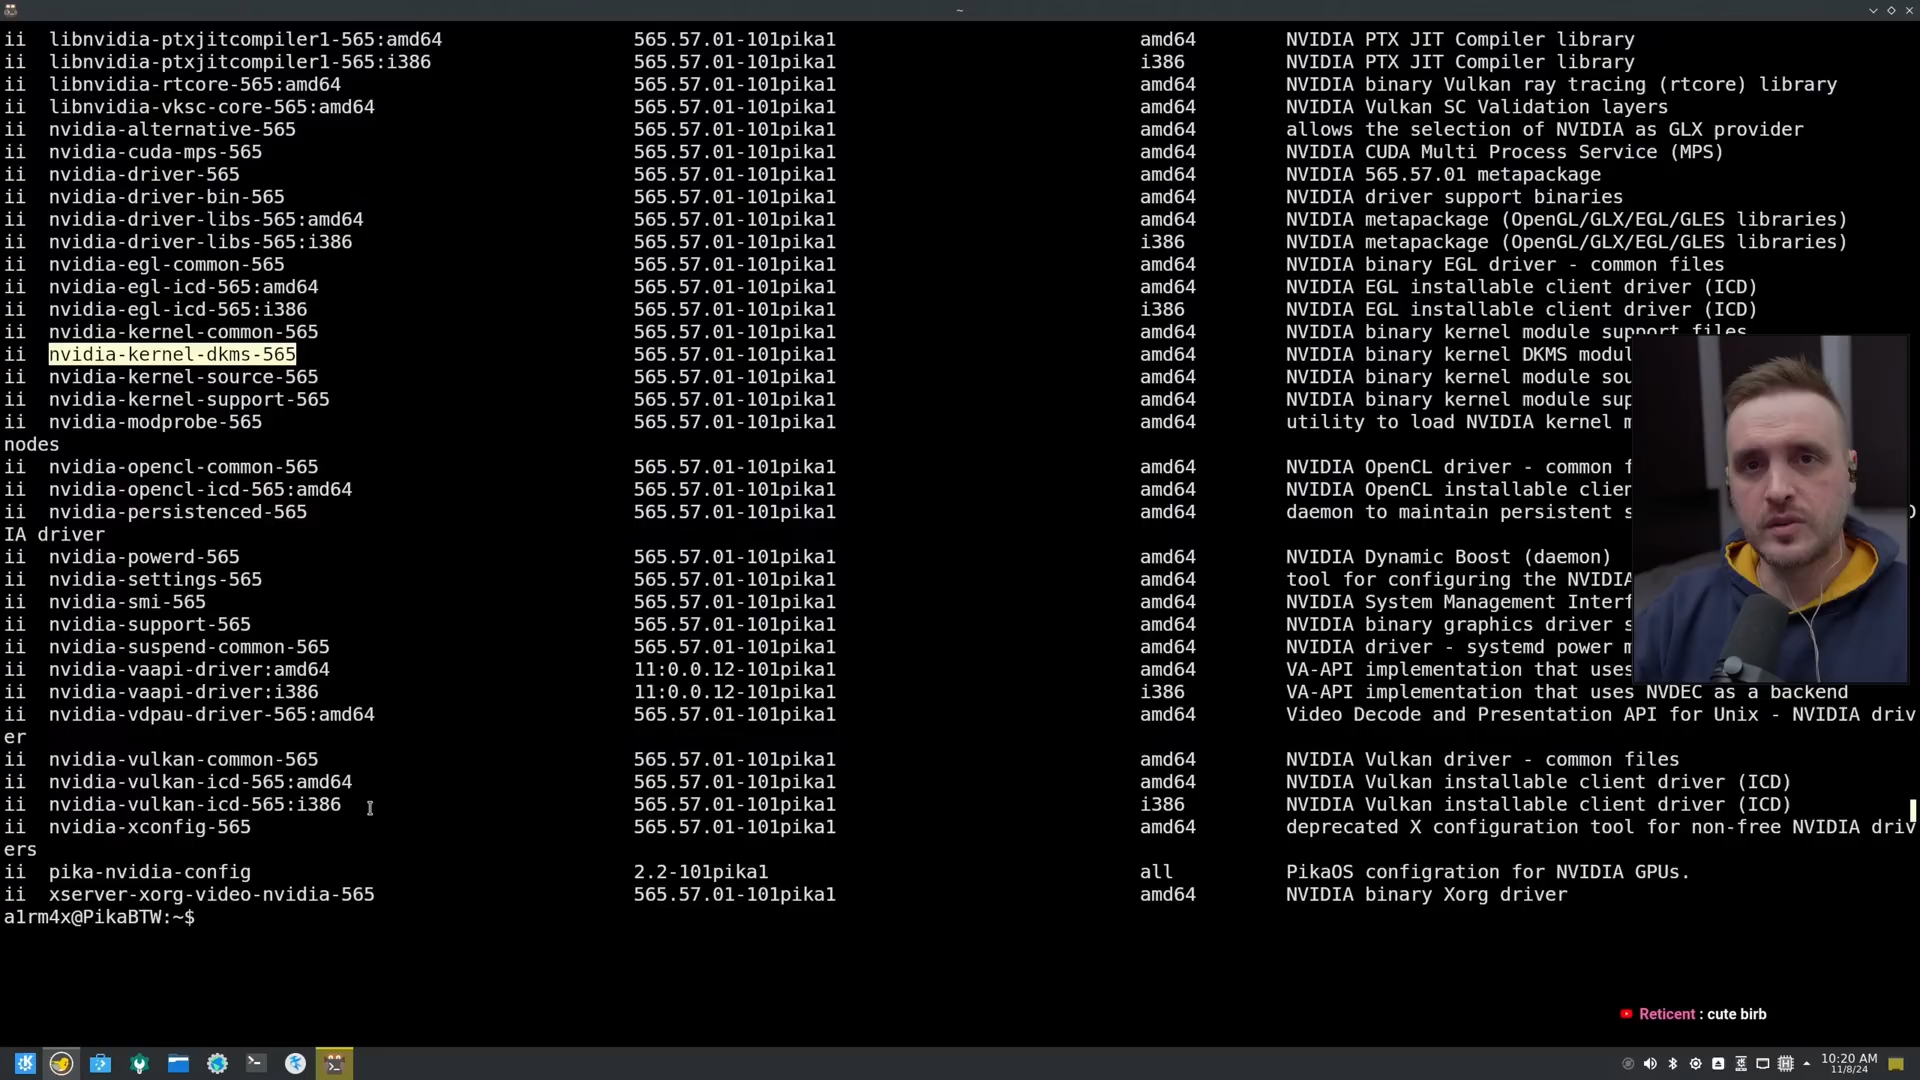 ~
ii libnvidia-ptxjitcompiler1-565:amd64 565.57.01-101pika1 amd64 NVIDIA PTX JIT Compiler library
ii libnvidia-ptxjitcompiler1-565:i386 565.57.01-101pika1 i386 NVIDIA PTX JIT Compiler library
ii libnvidia-rtcore-565:amd64 565.57.01-101pika1 amd64 NVIDIA binary Vulkan ray tracing (rtcore) library
ii libnvidia-vksc-core-565:amd64 565.57.01-101pika1 amd64 NVIDIA Vulkan SC Validation layers
ii nvidia-alternative-565 565.57.01-101pika1 amd64 allows the selection of NVIDIA as GLX provider
ii nvidia-cuda-mps-565 565.57.01-101pika1 amd64 NVIDIA CUDA Multi Process Service (MPS)
ii nvidia-driver-565 565.57.01-101pika1 amd64 NVIDIA 565.57.01 metapackage
ii nvidia-driver-bin-565 565.57.01-101pika1 amd64 NVIDIA driver support binaries
ii nvidia-driver-libs-565:amd64 565.57.01-101pika1 amd64 NVIDIA metapackage (OpenGL/GLX/EGL/GLES libraries)
ii nvidia-driver-libs-565:i386 565.57.01-101pika1 i386 NVIDIA metapackage (OpenGL/GLX/EGL/GLES libraries)
ii nvidia-egl-common-565 565.57.01-101pika1 amd64 NVIDIA binary EGL driver - common files
ii nvidia-egl-icd-565:amd64 565.57.01-101pika1 amd64 NVIDIA EGL installable client driver (ICD)
ii nvidia-egl-icd-565:i386 565.57.01-101pika1 i386 NVIDIA EGL installable client driver (ICD)
ii nvidia-kernel-common-565 565.57.01-101pika1 amd64 NVIDIA binary kernel module support files
ii nvidia-kernel-dkms-565 565.57.01-101pika1 amd64 NVIDIA binary kernel DKMS modul
ii nvidia-kernel-source-565 565.57.01-101pika1 amd64 NVIDIA binary kernel module sou
ii nvidia-kernel-support-565 565.57.01-101pika1 amd64 NVIDIA binary kernel module sup
ii nvidia-modprobe-565 565.57.01-101pika1 amd64 utility to load NVIDIA kernel m
nodes
ii nvidia-opencl-common-565 565.57.01-101pika1 amd64 NVIDIA OpenCL driver - common f
ii nvidia-opencl-icd-565:amd64 565.57.01-101pika1 amd64 NVIDIA OpenCL installable clien
ii nvidia-persistenced-565 565.57.01-101pika1 amd64 daemon to maintain persistent s
IA driver
ii nvidia-powerd-565 565.57.01-101pika1 amd64 NVIDIA Dynamic Boost (daemon)
ii nvidia-settings-565 565.57.01-101pika1 amd64 tool for configuring the NVIDIA
ii nvidia-smi-565 565.57.01-101pika1 amd64 NVIDIA System Management Interf
ii nvidia-support-565 565.57.01-101pika1 amd64 NVIDIA binary graphics driver s
ii nvidia-suspend-common-565 565.57.01-101pika1 amd64 NVIDIA driver - systemd power m
ii nvidia-vaapi-driver:amd64 11:0.0.12-101pika1 amd64 VA-API implementation that uses
ii nvidia-vaapi-driver:i386 11:0.0.12-101pika1 i386 VA-API implementation that uses NVDEC as a backend
ii nvidia-vdpau-driver-565:amd64 565.57.01-101pika1 amd64 Video Decode and Presentation API for Unix - NVIDIA driv
er
ii nvidia-vulkan-common-565 565.57.01-101pika1 amd64 NVIDIA Vulkan driver - common files
ii nvidia-vulkan-icd-565:amd64 565.57.01-101pika1 amd64 NVIDIA Vulkan installable client driver (ICD)
ii nvidia-vulkan-icd-565:i386 565.57.01-101pika1 i386 NVIDIA Vulkan installable client driver (ICD)
ii nvidia-xconfig-565 565.57.01-101pika1 amd64 deprecated X configuration tool for non-free NVIDIA driv
ers
ii pika-nvidia-config 2.2-101pika1 all PikaOS configration for NVIDIA GPUs.
ii xserver-xorg-video-nvidia-565 565.57.01-101pika1 amd64 NVIDIA binary Xorg driver
a1rm4x@PikaBTW:~$
Reticent : cute birb
10:20 AM
11/8/24